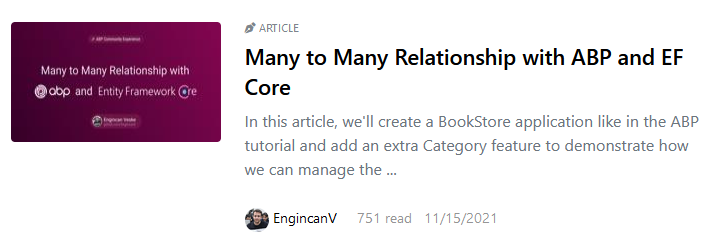 ABP Community Experience
Many to Many Relationship with
abp and Entity Framework Core
Engincan Veske
ARTICLE
Many to Many Relationship with ABP and EF
Core
In this article, we'll create a BookStore application like in the ABP
tutorial and add an extra Category feature to demonstrate how
we can manage the ...
EngincanV 751 read 11/15/2021